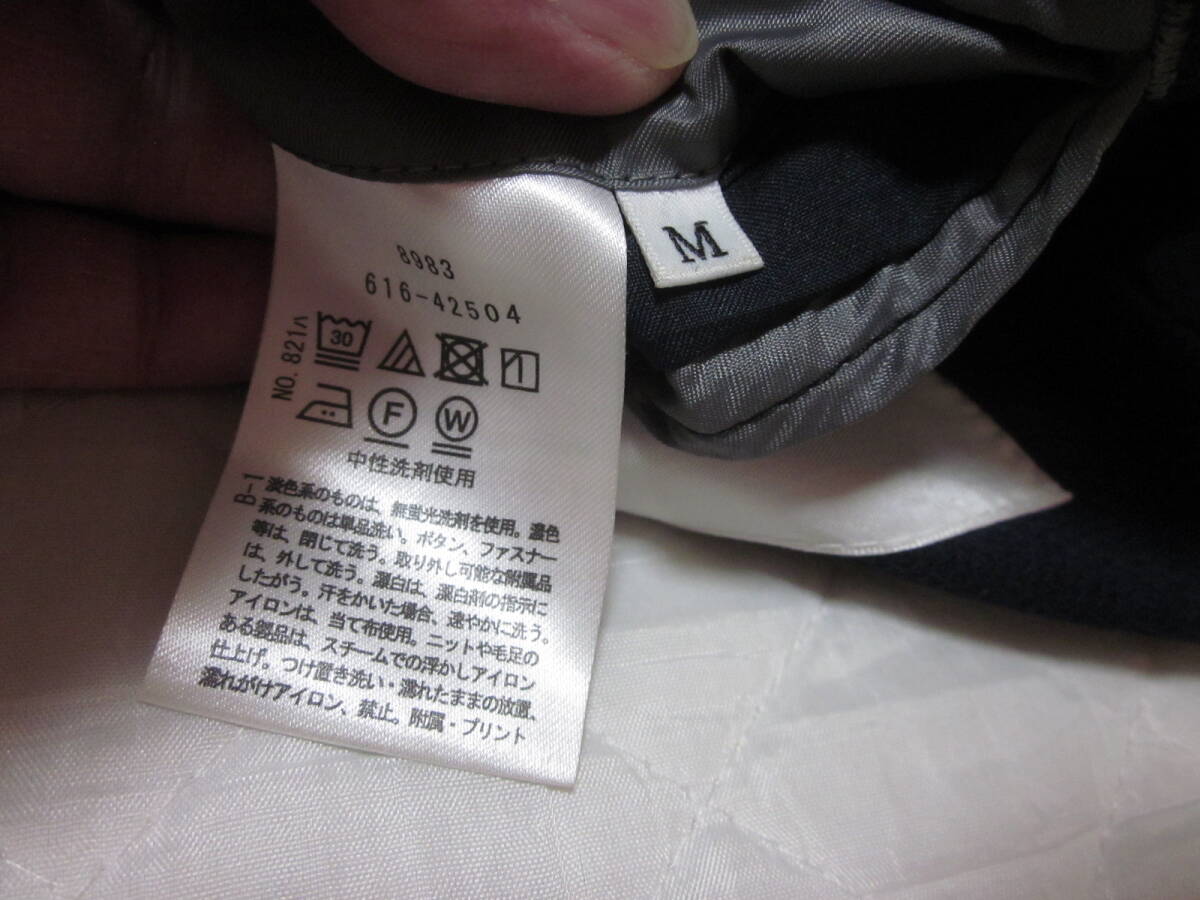 M
8983
616-42504
NO. 821ハ
30
F W
中性洗剤使用
B-1
淡色系のものは、無蛍光洗剤を使用。濃色
系のものは単品洗い。ボタン、ファスナー
等は、閉じて洗う。取り外し可能な附属品
は、外して洗う。漂白は、漂白剤の指示に
したがう。汗をかいた場合、速やかに洗う。
アイロンは、当て布使用。ニットや毛足の
ある製品は、スチームでの浮かしアイロン
仕上げ。つけ置き洗い・濡れたままの放置、
濡れがけアイロン、禁止。附属・プリント